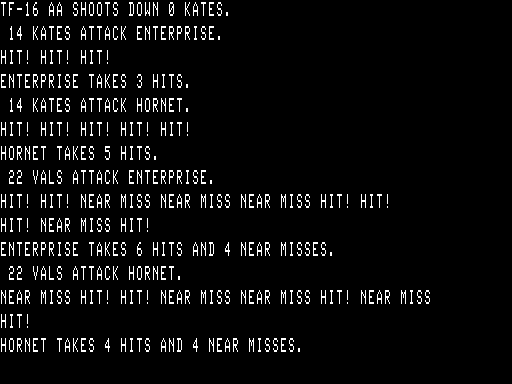 TF-16 AA SHOOTS DOWN 0 KATES.
14 KATES ATTACK ENTERPRISE.
HIT! HIT! HIT!
ENTERPRISE TAKES 3 HITS.
14 KATES ATTACK HORNET.
HIT! HIT! HIT! HIT! HIT!
HORNET TAKES 5 HITS.
22 VALS ATTACK ENTERPRISE.
HIT! HIT! NEAR MISS NEAR MISS NEAR MISS HIT! HIT!
HIT! NEAR MISS HIT!
ENTERPRISE TAKES 6 HITS AND 4 NEAR MISSES.
22 VALS ATTACK HORNET.
NEAR MISS HIT! HIT! NEAR MISS NEAR MISS HIT! NEAR MISS
HIT!
HORNET TAKES 4 HITS AND 4 NEAR MISSES.